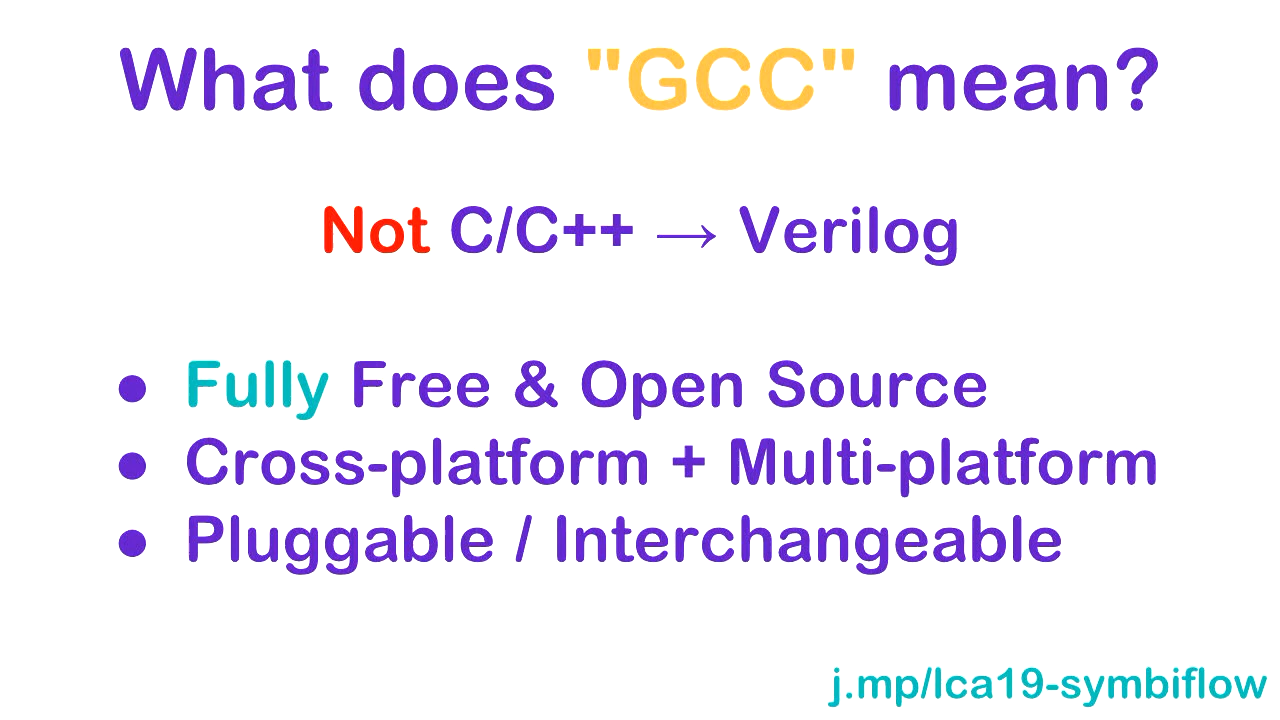 What does "GCC" mean?
Not C/C++ → Verilog
● Fully Free & Open Source
● Cross-platform + Multi-platform
● Pluggable / Interchangeable
j.mp/lca19-symbiflow